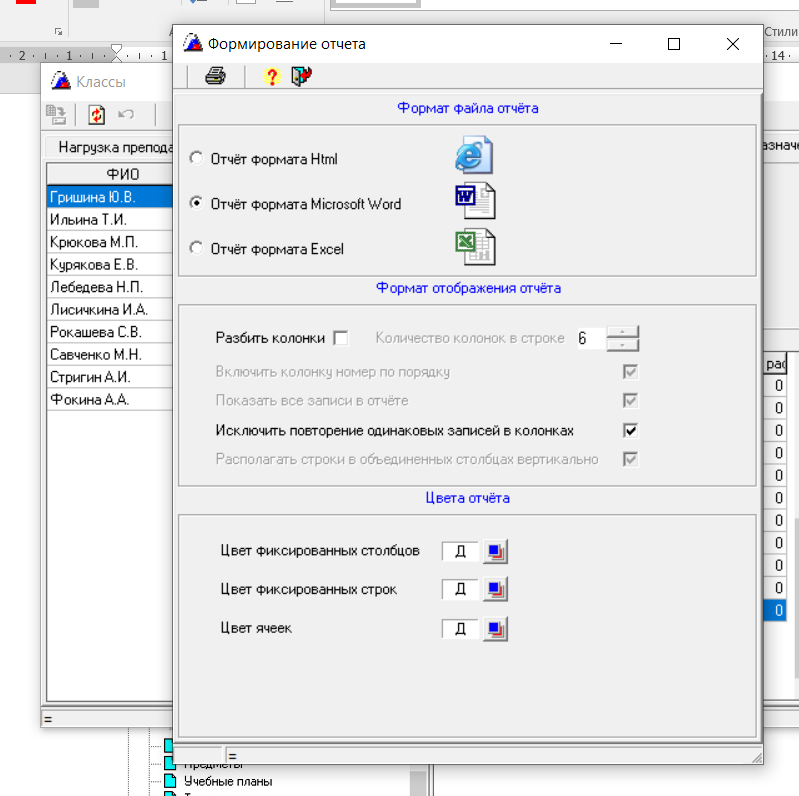 Стили
2 1 14
Формирование отчета
Классы
Формат файла отчёта
Нагрузка препода
ФИО
Отчёт формата Html
Гришина Ю.В.
Отчёт формата Microsoft Word
Ильина Т.И.
Крюкова М.П.
Отчёт формата Excel
Курякова Е.В.
Лебедева Н.П.
Формат отображения отчёта
Лисичкина И.А.
Рокашева С.В.
Разбить колонки
Количество колонок в строке 6
Савченко М.Н.
Включить колонку номер по порядку
рас
Стригин А.И.
0
Показать все записи в отчёте
Фокина А.А.
0
Исключить повторение одинаковых записей в колонках
0
Располагать строки в объединенных столбцах вертикально
0
0
Цвета отчёта
0
0
Цвет фиксированных столбцов Д
0
0
Цвет фиксированных строк Д
0
0
Цвет ячеек Д
=
=
Предметы
Учебные планы